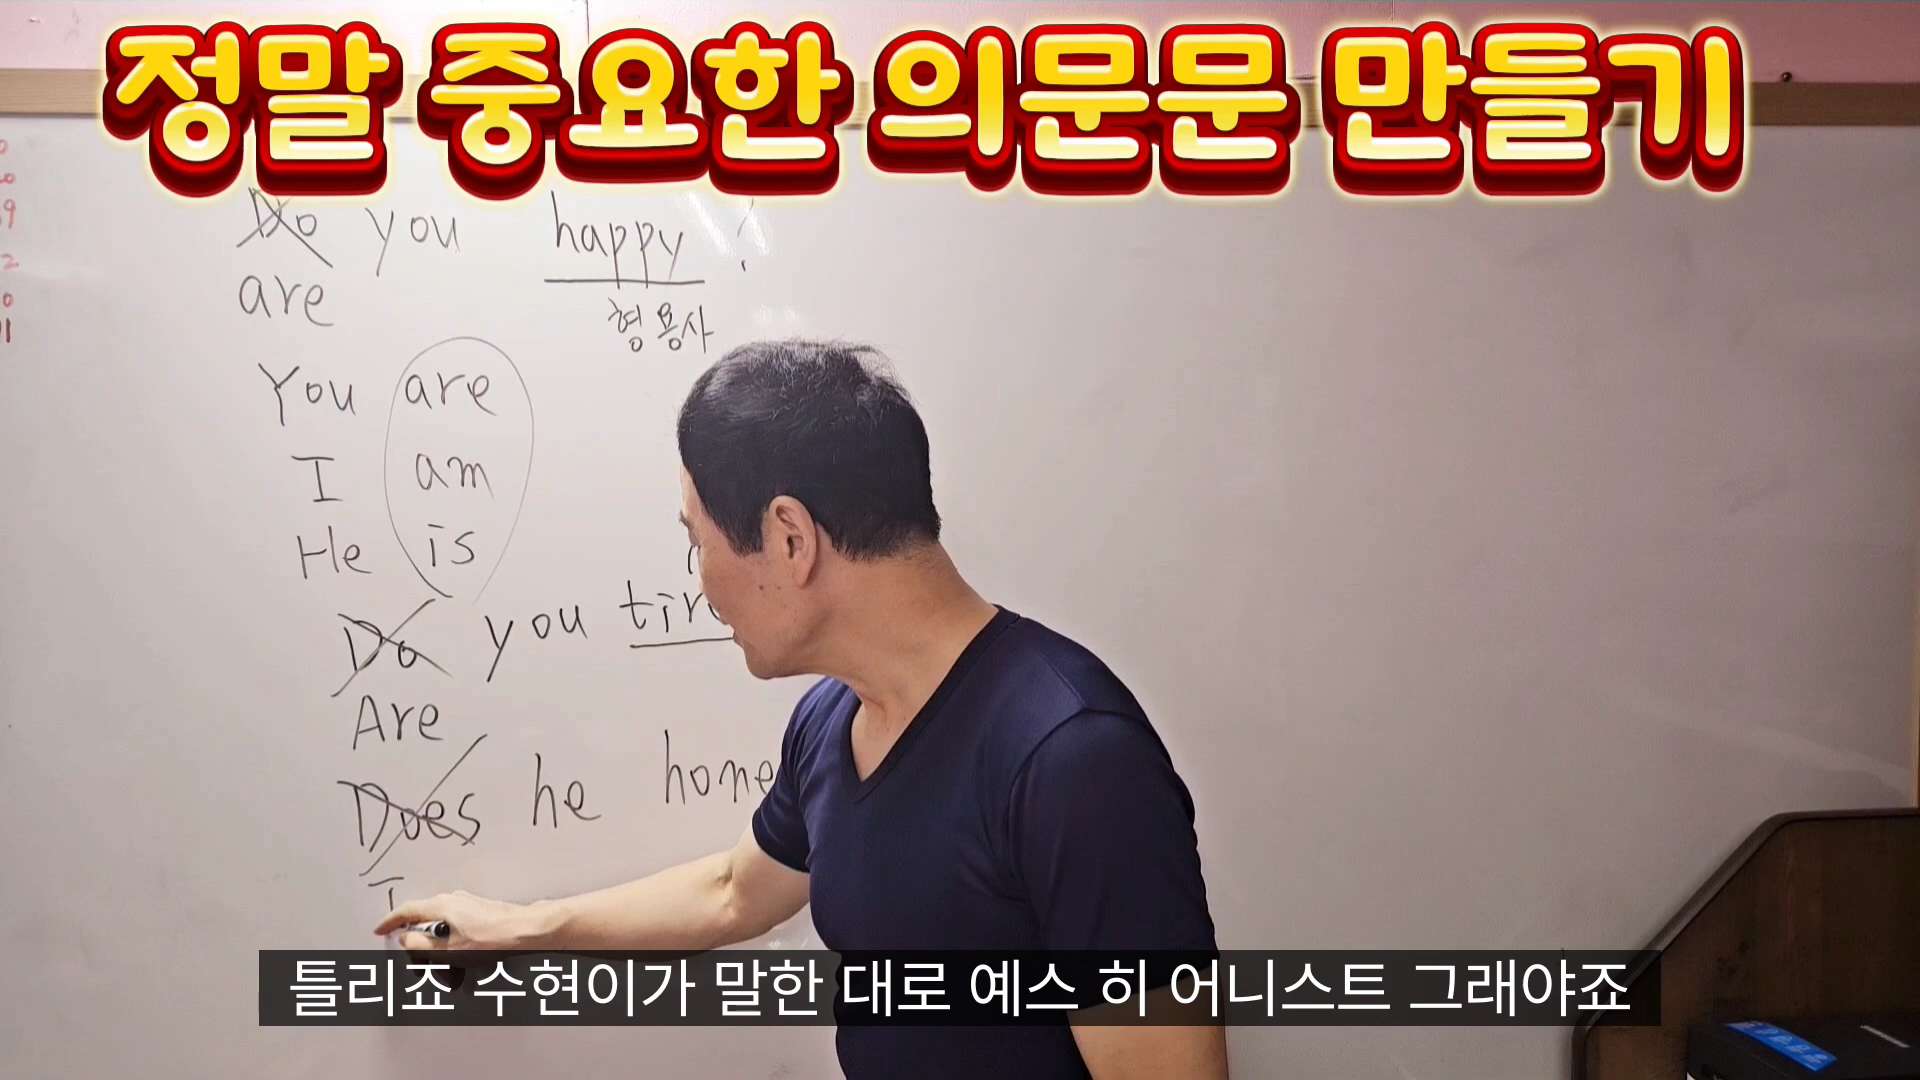 정말 중요한 의문문 만들기
Do you happy ?
are
형용사
You are
I am
He is
Do you
Are
Does he
틀리죠 수현이가 말한 대로 예스 히 어니스트 그래야죠